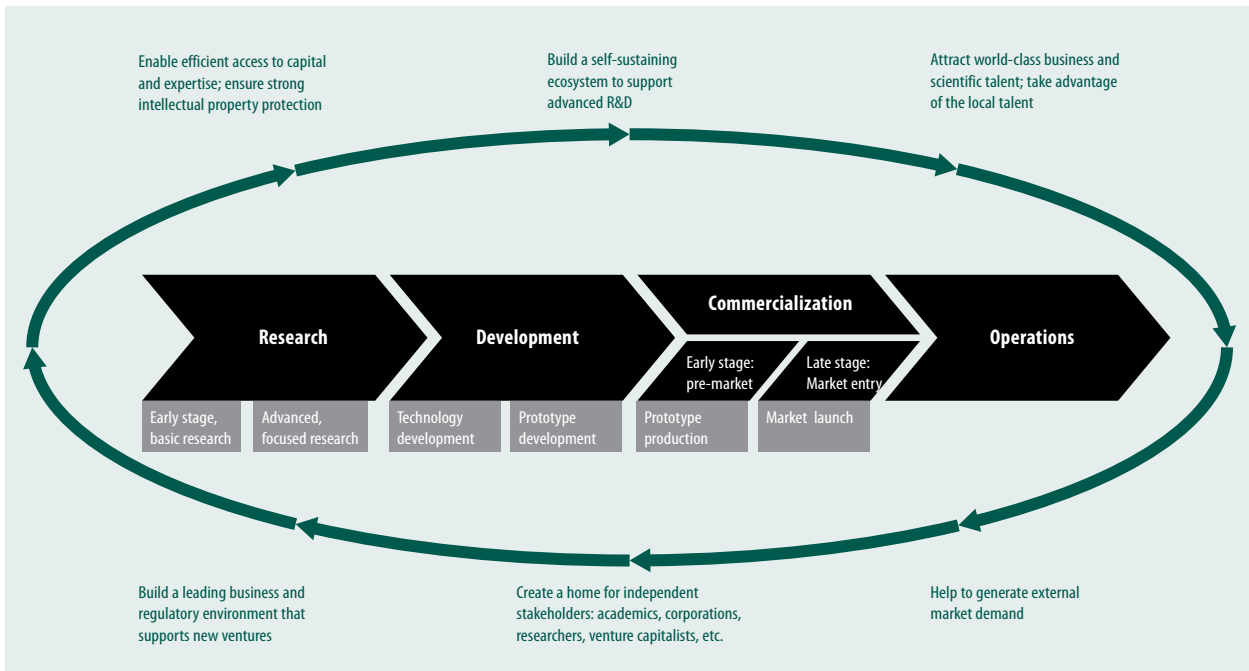 Enable efficient access to capital
and expertise; ensure strong
intellectual property protection
Build a self-sustaining
ecosystem to support
advanced R&D
Attract world-class business and
scientific talent; take advantage
of the local talent
Research
Development
Commercialization
Early stage:
pre-market
Late stage:
Market entry
Operations
Early stage,
basic research
Advanced,
focused research
Technology
development
Prototype
development
Prototype
production
Market launch
Build a leading business and
regulatory environment that
supports new ventures
Create a home for independent
stakeholders: academics, corporations,
researchers, venture capitalists, etc.
Help to generate external
market demand